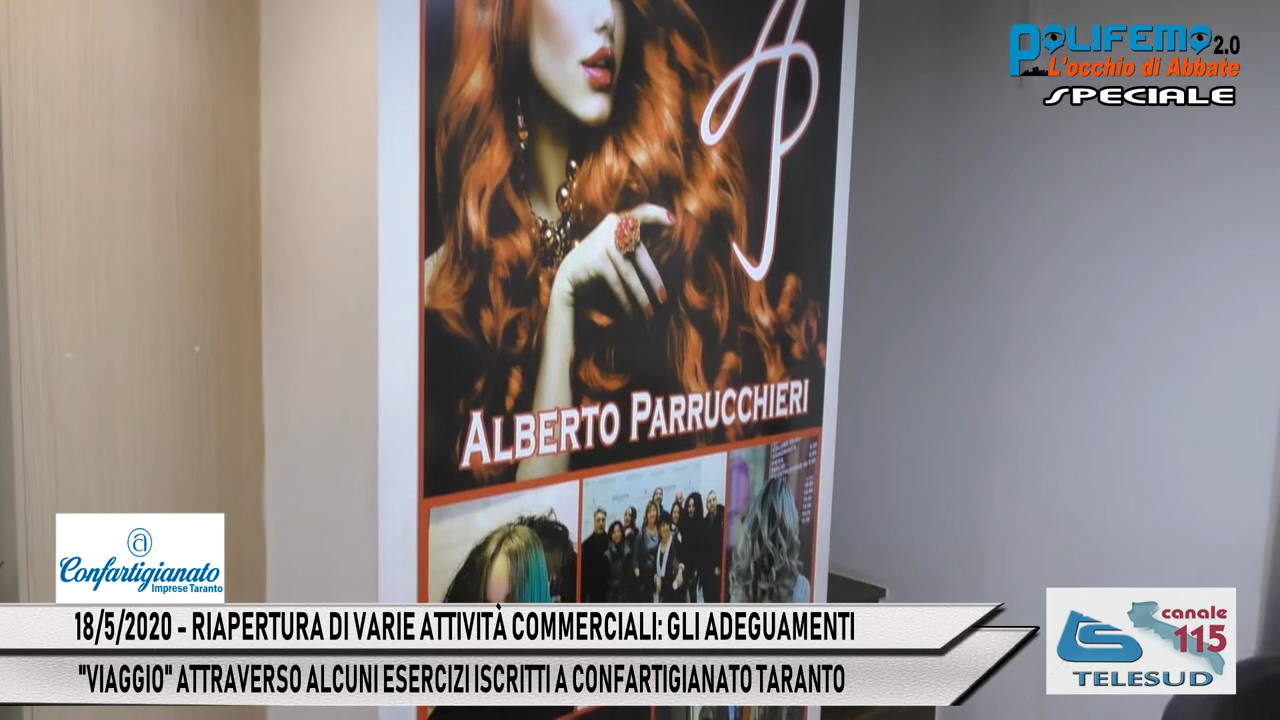 POLIFEMO 2.0
L'occhio di Abbate
SPECIALE
AP
ALBERTO PARRUCCHIERI
@
Confartigianato
Imprese Taranto
18/5/2020 – RIAPERTURA DI VARIE ATTIVITÀ COMMERCIALI: GLI ADEGUAMENTI
"VIAGGIO" ATTRAVERSO ALCUNI ESERCIZI ISCRITTI A CONFARTIGIANATO TARANTO
canale
115
TELESUD